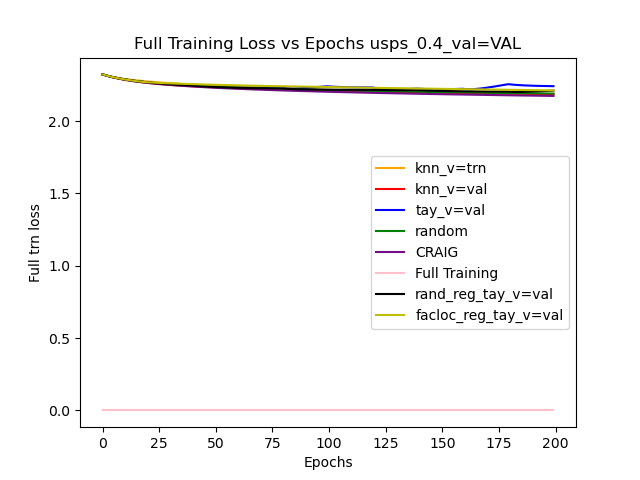 Full Training Loss vs Epochs usps_0.4_val=VAL
Full trn loss
2.0
1.5
1.0
0.5
0.0
knn_v=trn
knn_v=val
tay_v=val
random
CRAIG
Full Training
rand_reg_tay_v=val
facloc_reg_tay_v=val
0 25 50 75 100 125 150 175 200
Epochs